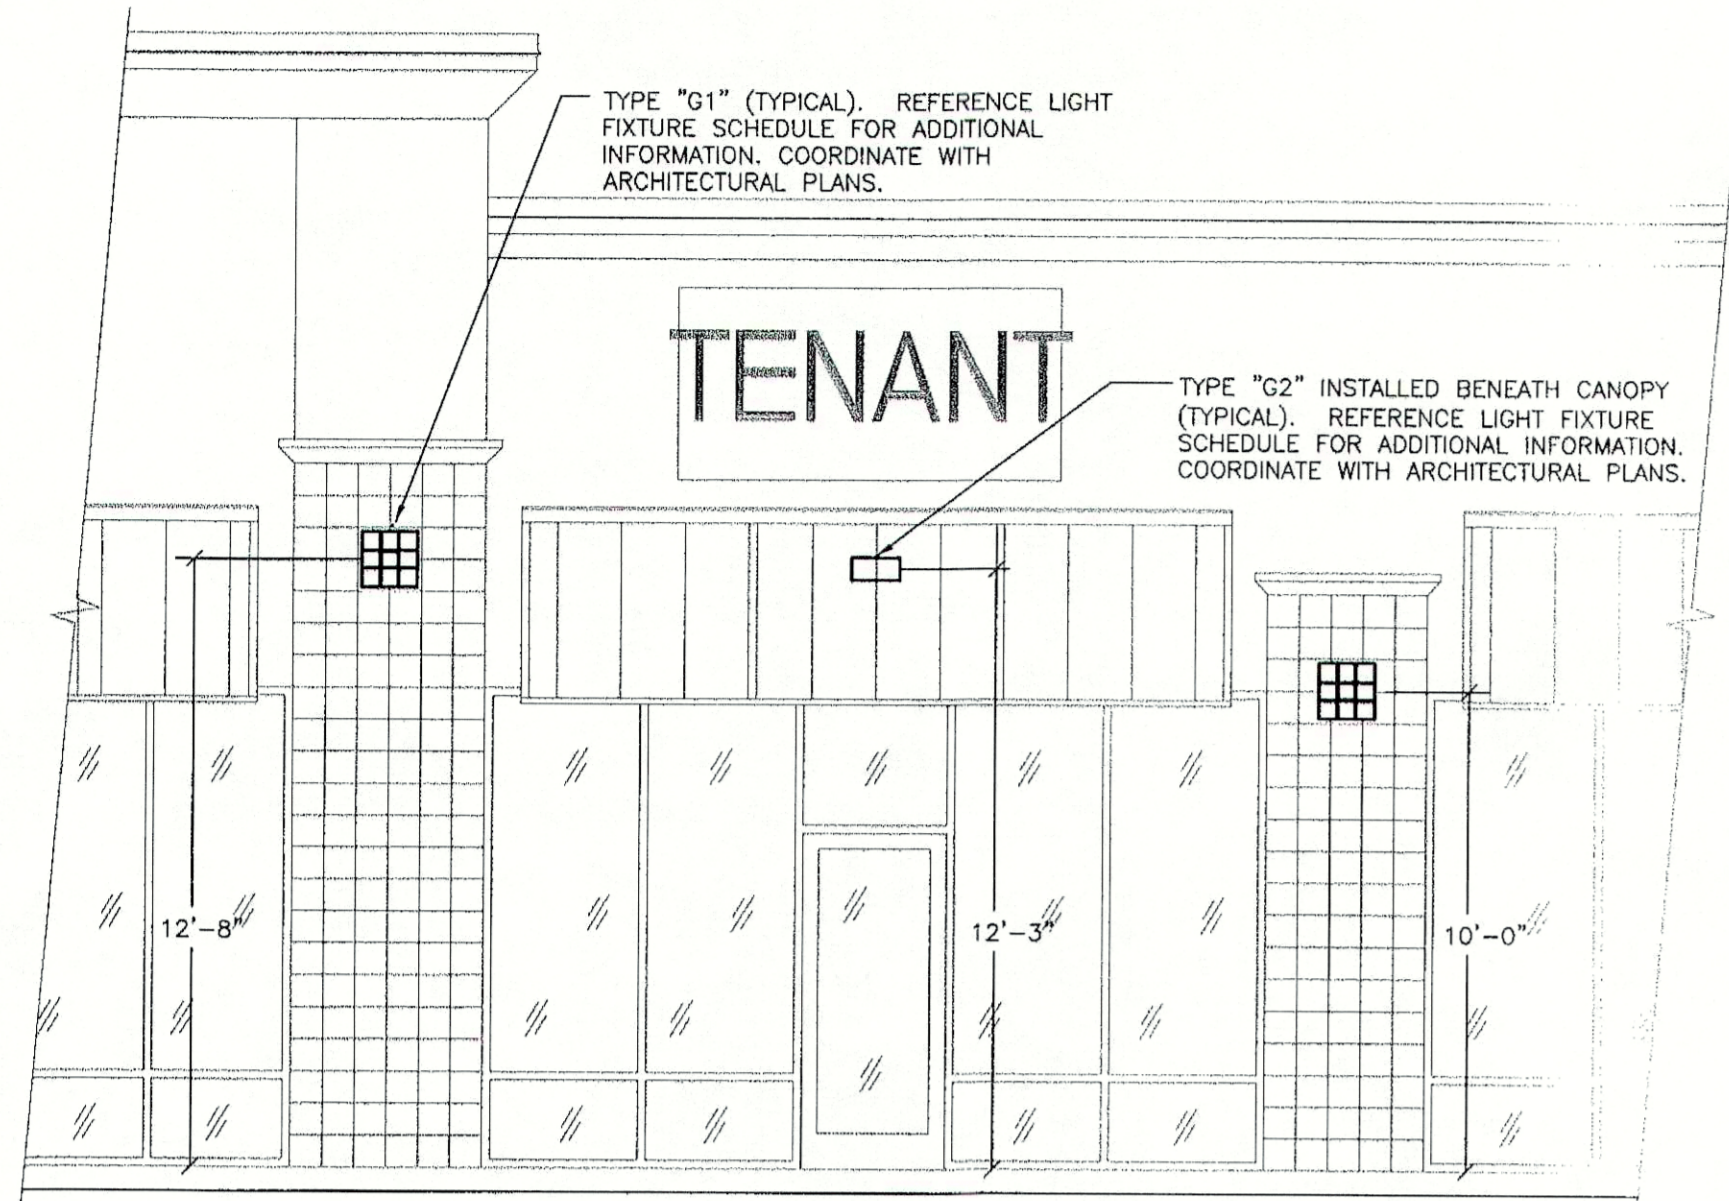 TYPE "G1" (TYPICAL). REFERENCE LIGHT
FIXTURE SCHEDULE FOR ADDITIONAL
INFORMATION. COORDINATE WITH
ARCHITECTURAL PLANS.
TENANT
TYPE "G2" INSTALLED BENEATH CANOPY
(TYPICAL). REFERENCE LIGHT FIXTURE
SCHEDULE FOR ADDITIONAL INFORMATION.
COORDINATE WITH ARCHITECTURAL PLANS.
12'-8"
12'-3"
10'-0"